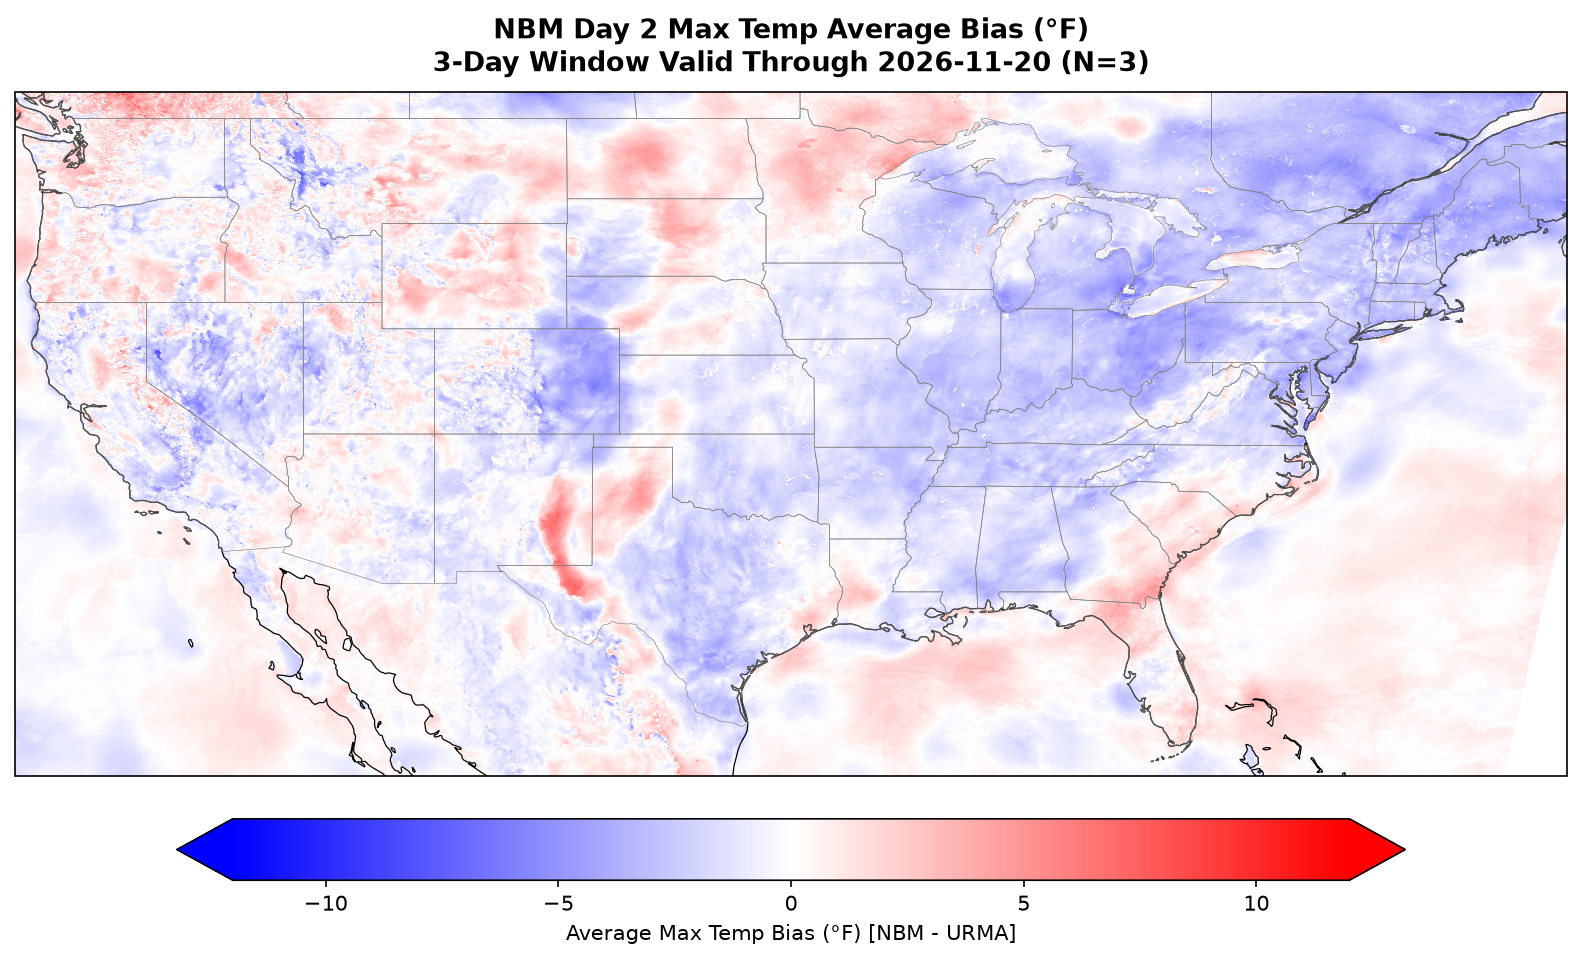 NBM Day 2 Max Temp Average Bias (°F)
3-Day Window Valid Through 2026-11-20 (N=3)
−10 −5 0 5 10
Average Max Temp Bias (°F) [NBM - URMA]